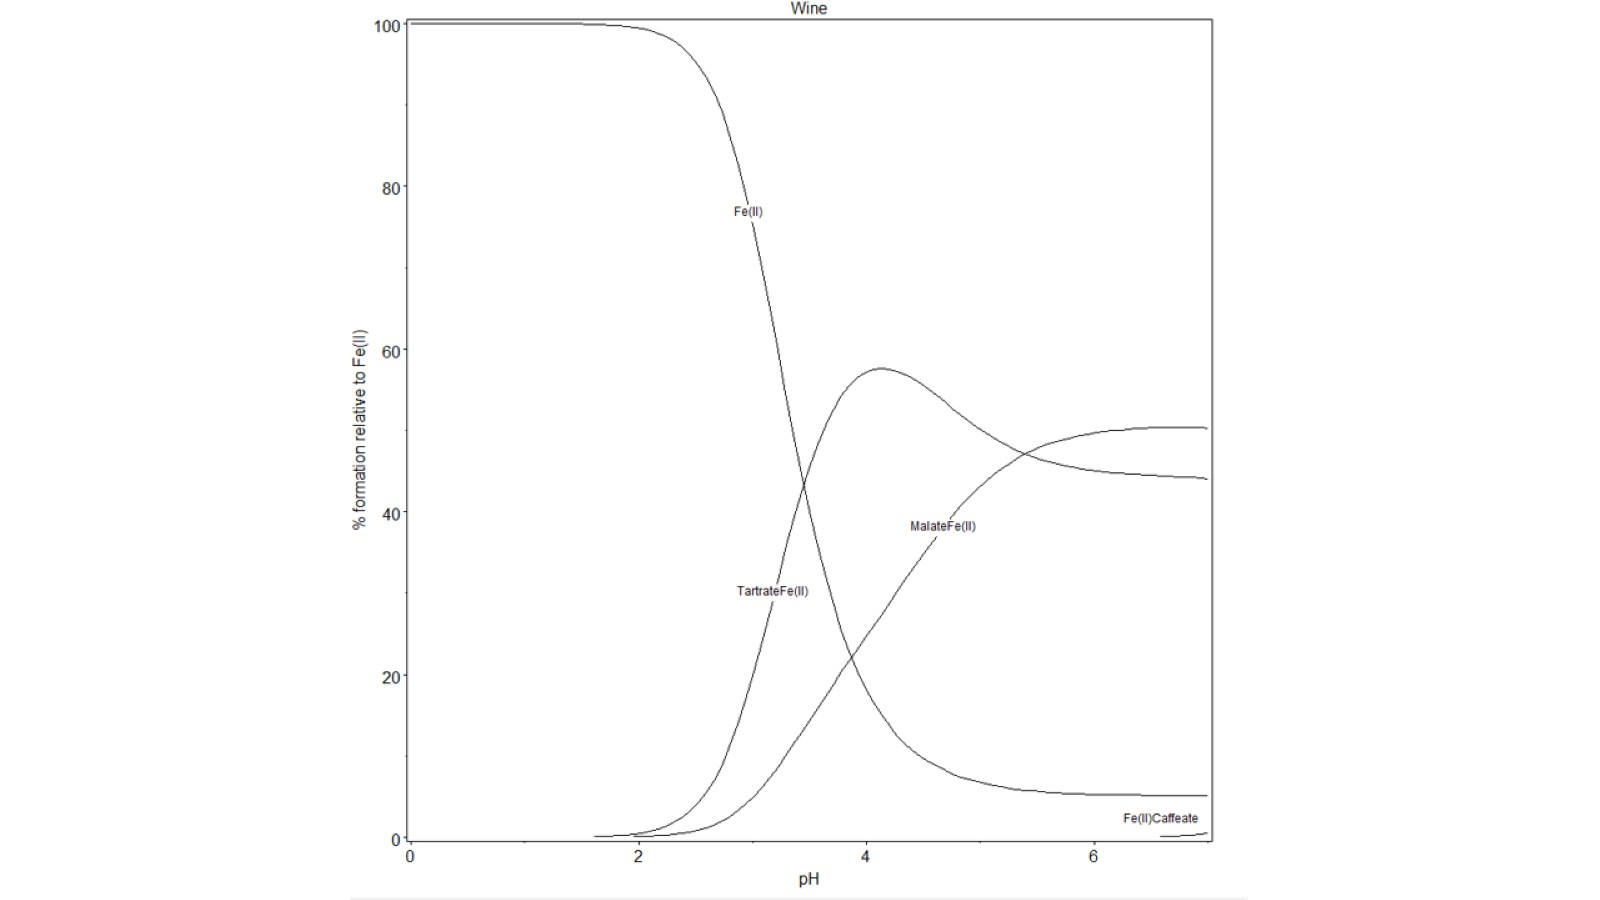 Wine
100
80
60
40
20
0
% formation relative to Fe(II)
Fe(II)
TartrateFe(II)
MalateFe(II)
Fe(II)Caffeate
0 2 4 6
pH